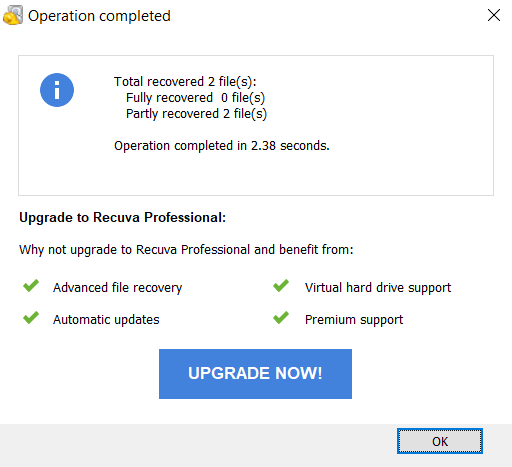 Operation completed
Total recovered 2 file(s):
Fully recovered 0 file(s)
Partly recovered 2 file(s)
Operation completed in 2.38 seconds.
Upgrade to Recuva Professional:
Why not upgrade to Recuva Professional and benefit from:
Advanced file recovery
Virtual hard drive support
Automatic updates
Premium support
UPGRADE NOW!
OK